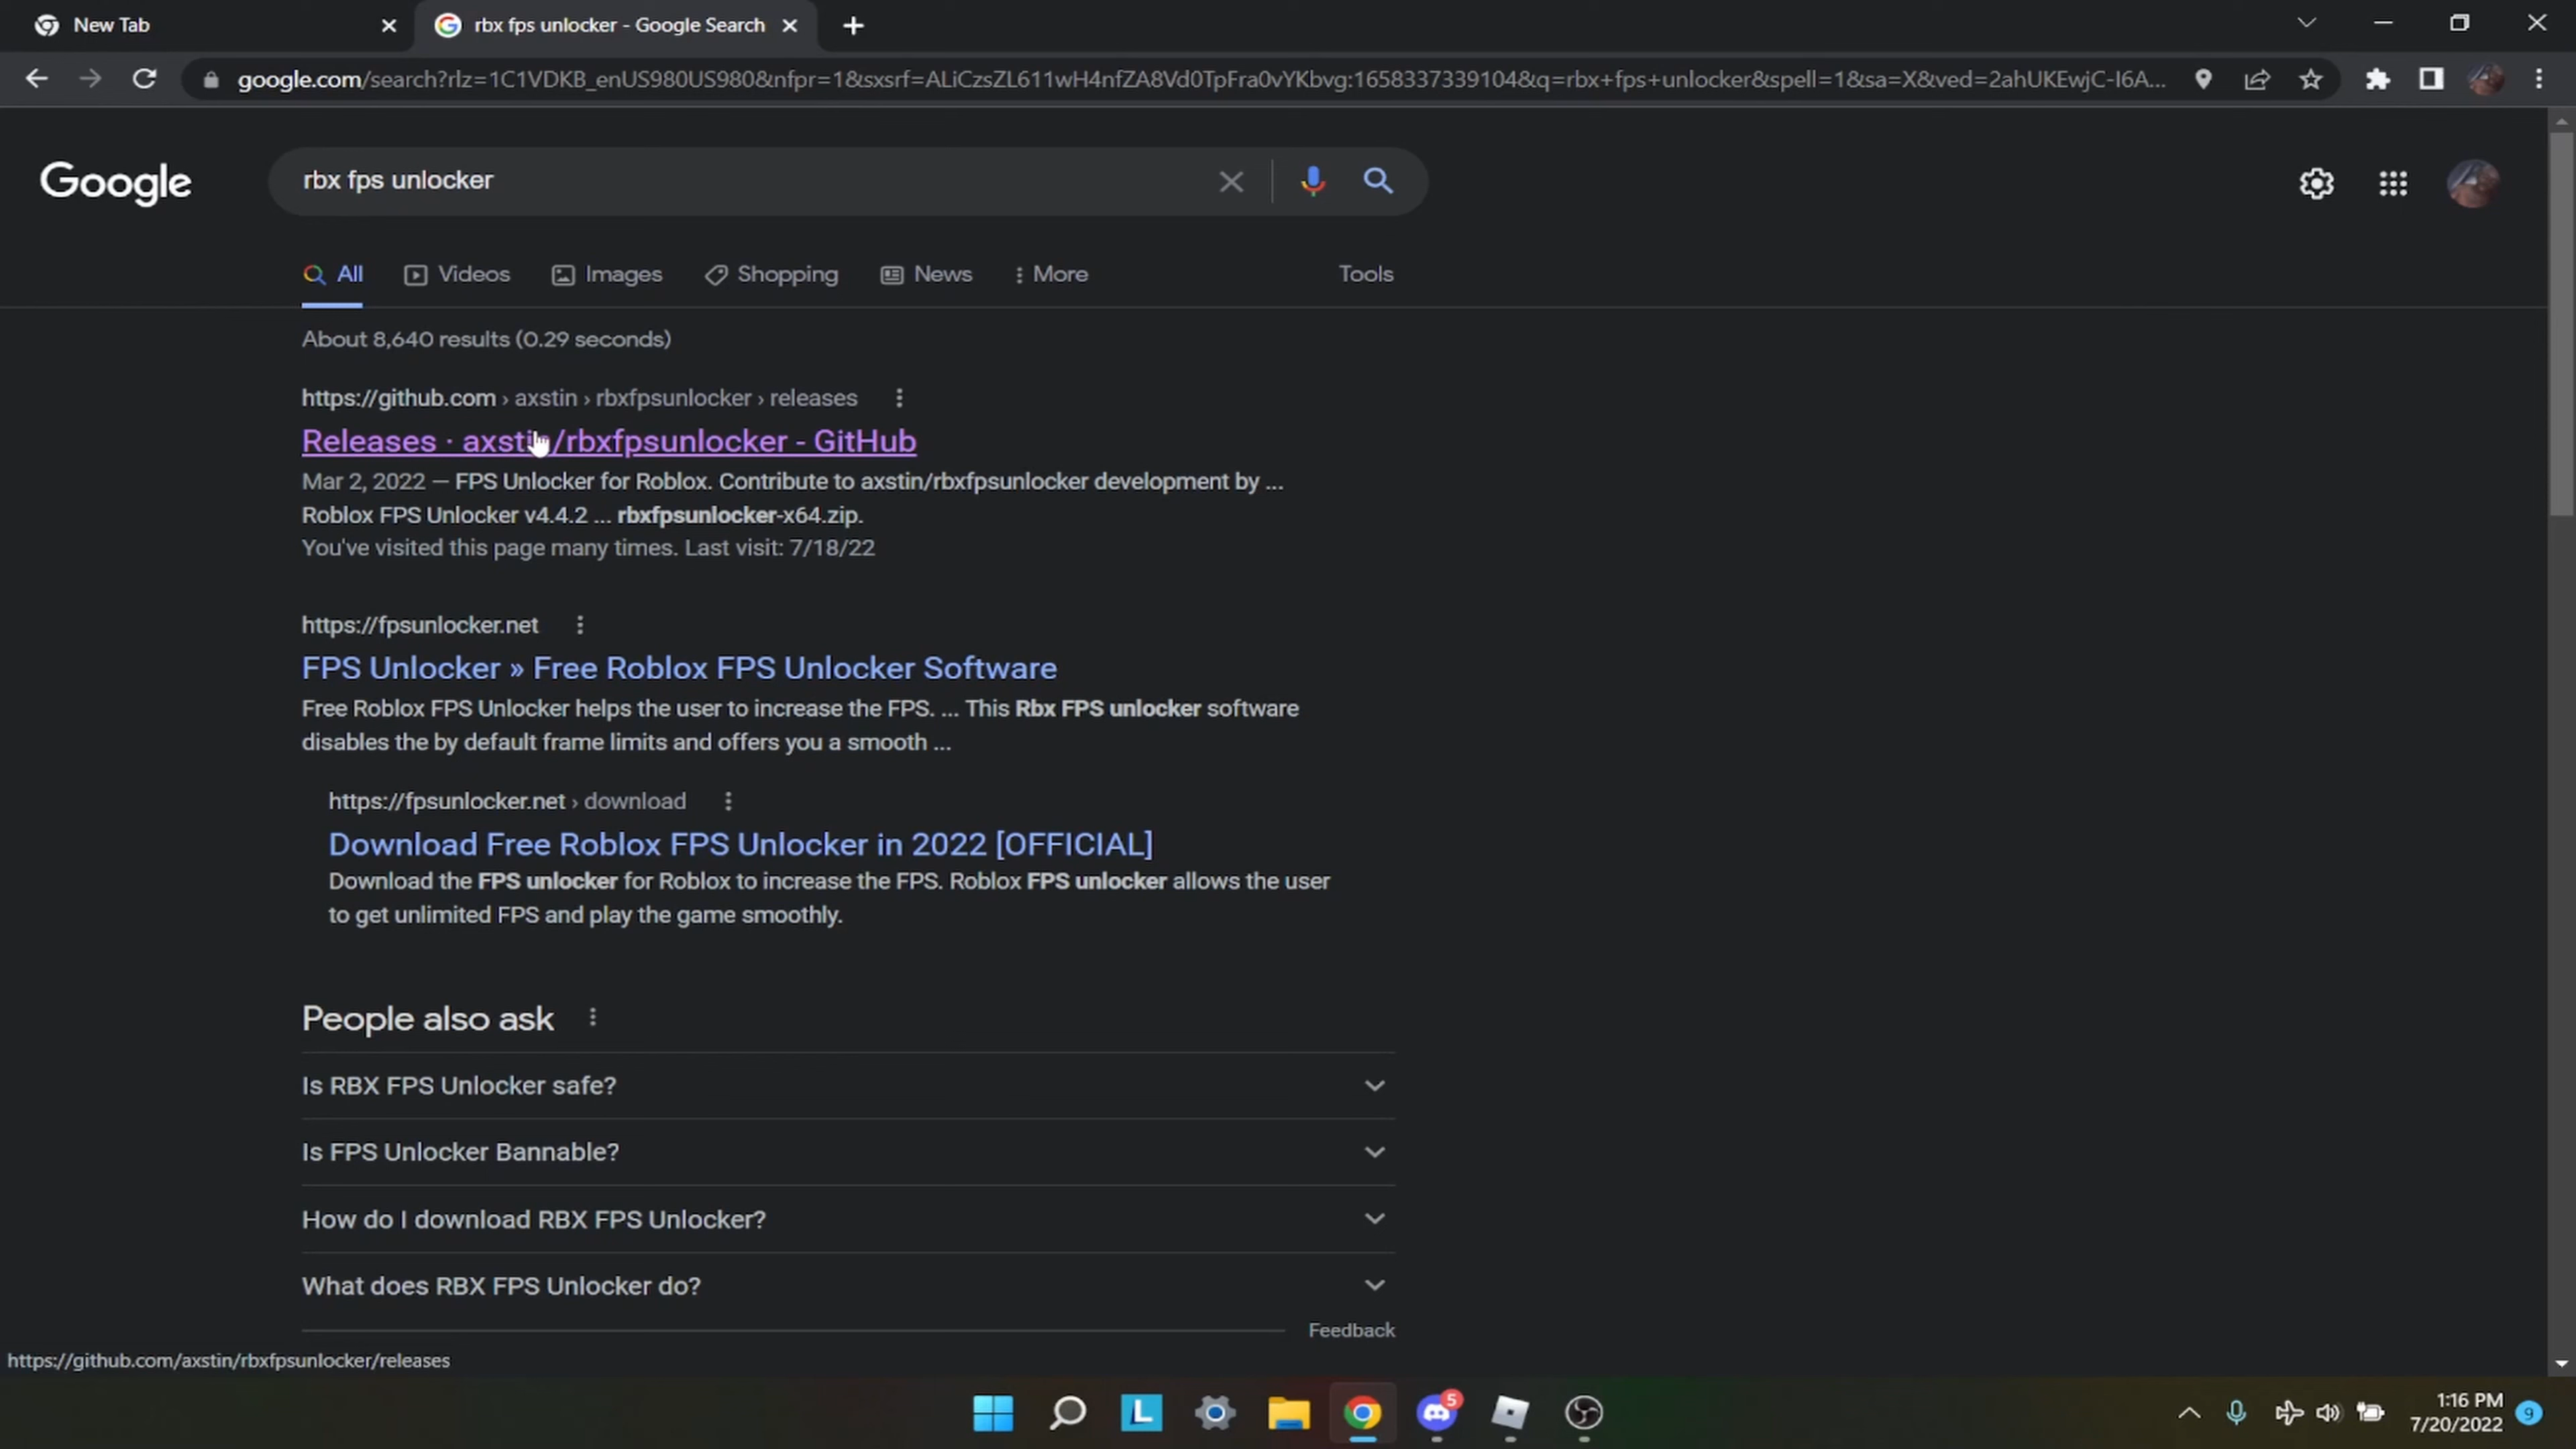 New Tab
rbx fps unlocker - Google Search
google.com/search?rlz=1C1VDKB_enUS980US980&nfpr=1&sxsrf=ALiCzsZL611wH4nfZA8Vd0TpFra0vYKbvg:1658337339104&q=rbx+fps+unlocker&spell=1&sa=X&ved=2ahUKEwjC-I6A...
Google
rbx fps unlocker
All Videos Images Shopping News More Tools
About 8,640 results (0.29 seconds)
https://github.com › axstin › rbxfpsunlocker › releases
Releases · axstin/rbxfpsunlocker - GitHub
Mar 2, 2022 — FPS Unlocker for Roblox. Contribute to axstin/rbxfpsunlocker development by ...
Roblox FPS Unlocker v4.4.2 ... rbxfpsunlocker-x64.zip.
You've visited this page many times. Last visit: 7/18/22
https://fpsunlocker.net
FPS Unlocker » Free Roblox FPS Unlocker Software
Free Roblox FPS Unlocker helps the user to increase the FPS. ... This Rbx FPS unlocker software
disables the by default frame limits and offers you a smooth ...
https://fpsunlocker.net › download
Download Free Roblox FPS Unlocker in 2022 [OFFICIAL]
Download the FPS unlocker for Roblox to increase the FPS. Roblox FPS unlocker allows the user
to get unlimited FPS and play the game smoothly.
People also ask
Is RBX FPS Unlocker safe?
Is FPS Unlocker Bannable?
How do I download RBX FPS Unlocker?
What does RBX FPS Unlocker do?
Feedback
https://github.com/axstin/rbxfpsunlocker/releases
L
5
1:16 PM
7/20/2022
9